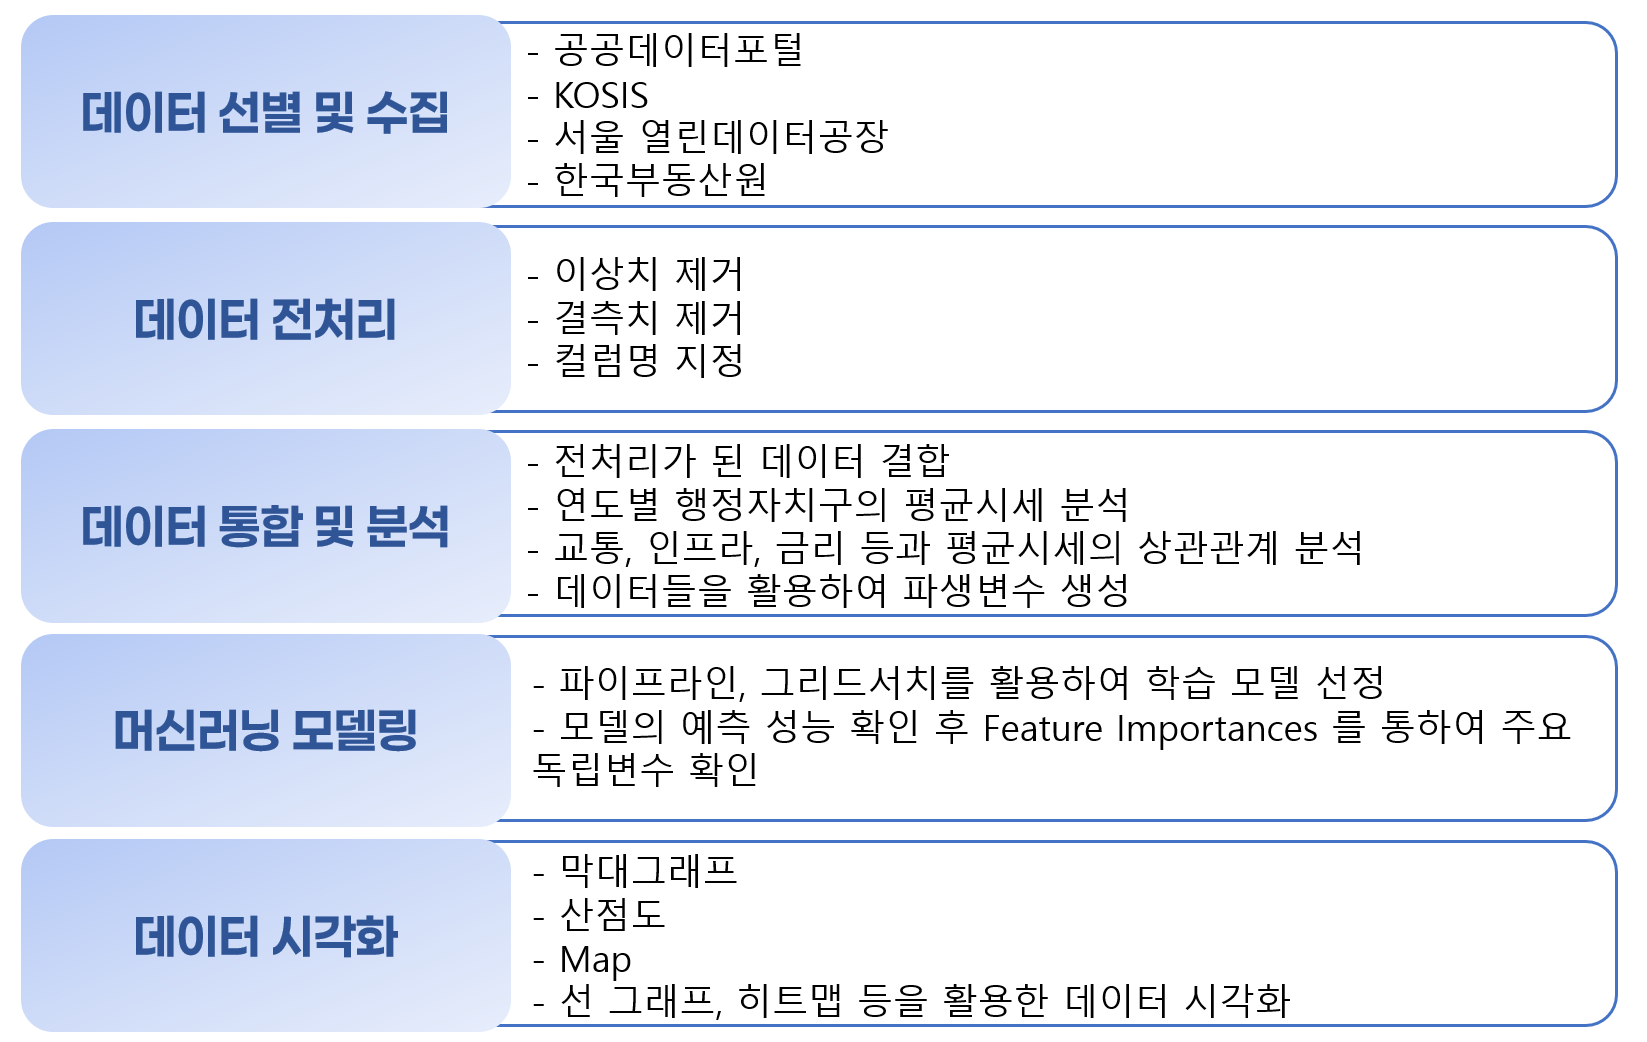 데이터 선별 및 수집
- 공공데이터포털
- KOSIS
- 서울 열린데이터공장
- 한국부동산원
데이터 전처리
- 이상치 제거
- 결측치 제거
- 컬럼명 지정
데이터 통합 및 분석
- 전처리가 된 데이터 결합
- 연도별 행정자치구의 평균시세 분석
- 교통, 인프라, 금리 등과 평균시세의 상관관계 분석
- 데이터들을 활용하여 파생변수 생성
머신러닝 모델링
- 파이프라인, 그리드서치를 활용하여 학습 모델 선정
- 모델의 예측 성능 확인 후 Feature Importances 를 통하여 주요
독립변수 확인
데이터 시각화
- 막대그래프
- 산점도
- Map
- 선 그래프, 히트맵 등을 활용한 데이터 시각화